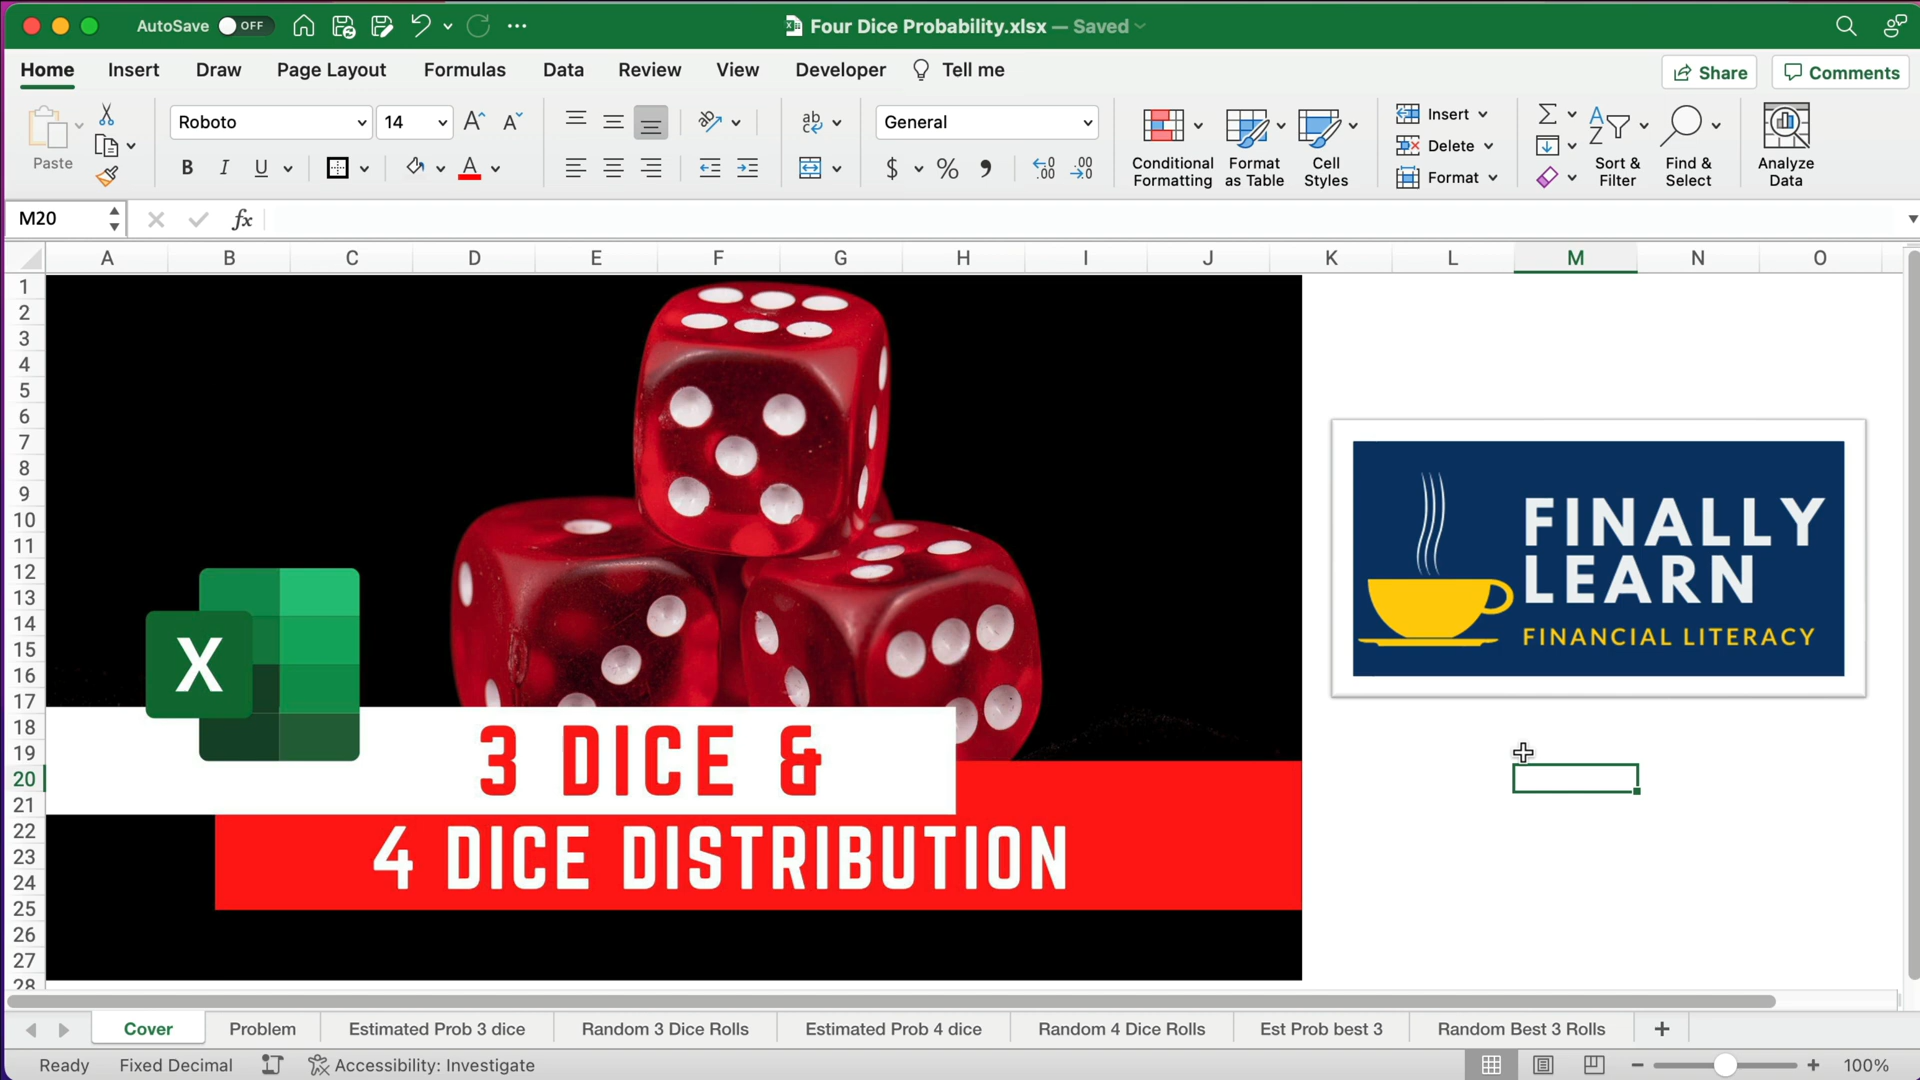 AutoSave OFF
Four Dice Probability.xlsx — Saved
Home Insert Draw Page Layout Formulas Data Review View Developer Tell me
Share Comments
Paste
Roboto 14
B I U A
ab
General
$ % 9 .00
Conditional Formatting
Format as Table
Cell Styles
Insert
Delete
Format
Sort & Filter
Find & Select
Analyze Data
M20 fx
A B C D E F G H I J K L M N O
1
2
3
4
5
6
7
8
9
10
11
12
13
14
15
16
17
18
19
20
21
22
23
24
25
26
27
28
X
3 DICE &
4 DICE DISTRIBUTION
FINALLY
LEARN
FINANCIAL LITERACY
Cover Problem Estimated Prob 3 dice Random 3 Dice Rolls Estimated Prob 4 dice Random 4 Dice Rolls Est Prob best 3 Random Best 3 Rolls +
Ready Fixed Decimal Accessibility: Investigate 100%